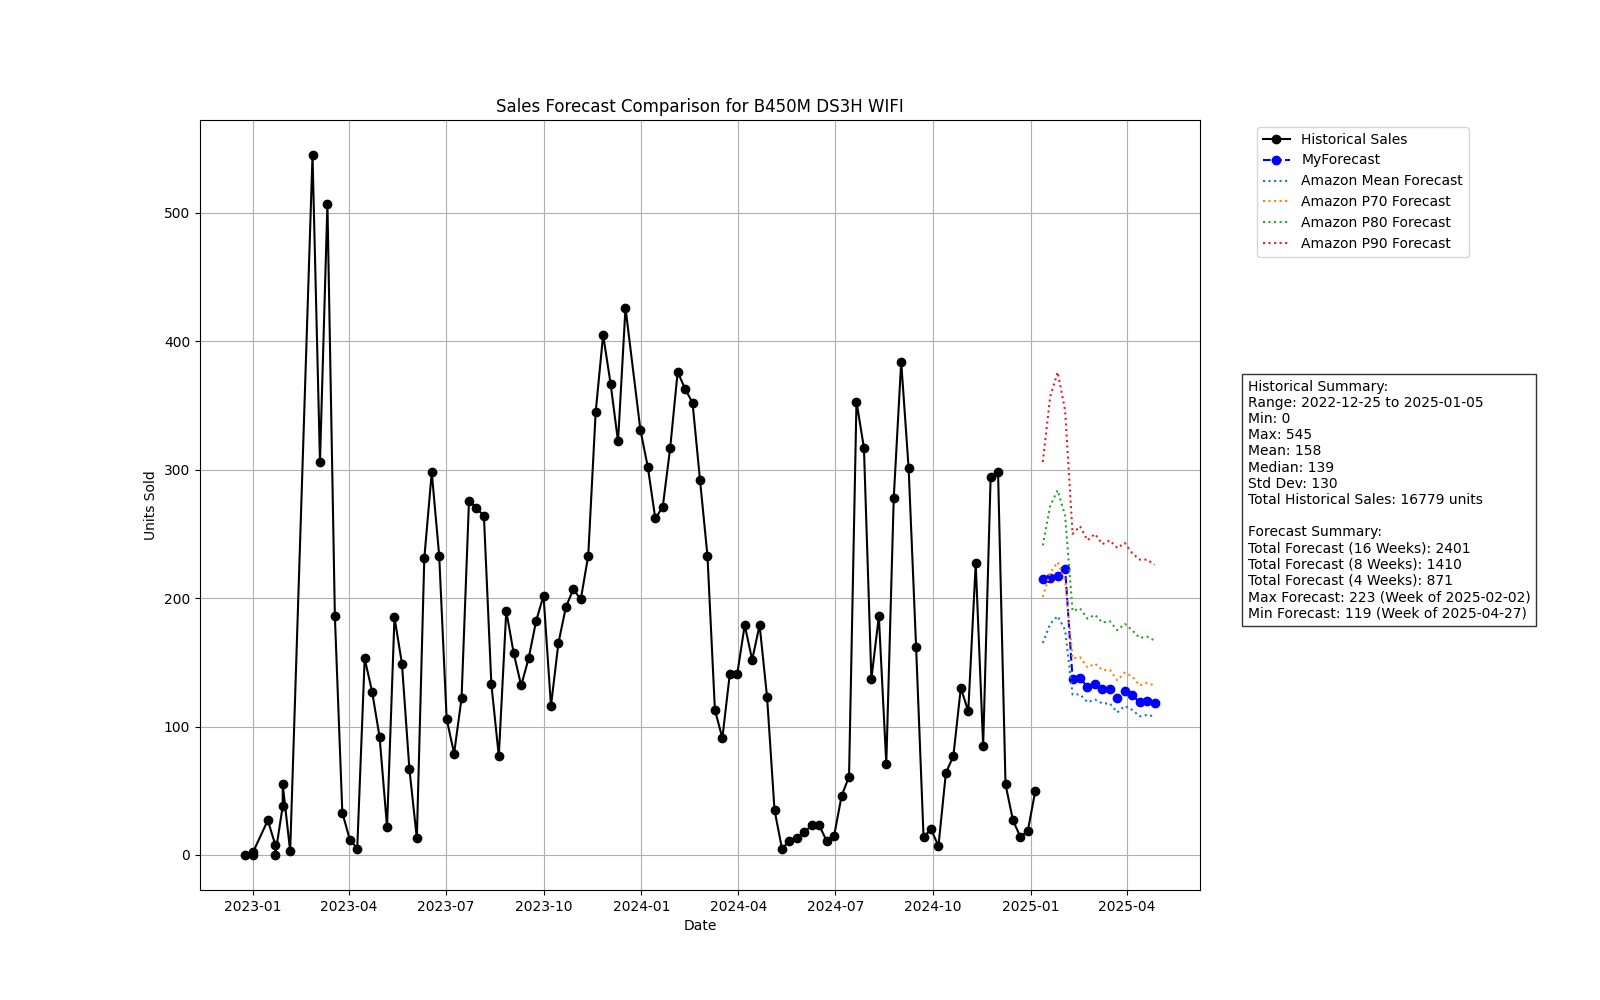 Sales Forecast Comparison for B450M DS3H WIFI
Historical Sales
MyForecast
Amazon Mean Forecast
Amazon P70 Forecast
Amazon P80 Forecast
Amazon P90 Forecast
500
400
300
200
100
0
Units Sold
2023-01
2023-04
2023-07
2023-10
2024-01
2024-04
2024-07
2024-10
2025-01
2025-04
Date
Historical Summary:
Range: 2022-12-25 to 2025-01-05
Min: 0
Max: 545
Mean: 158
Median: 139
Std Dev: 130
Total Historical Sales: 16779 units
Forecast Summary:
Total Forecast (16 Weeks): 2401
Total Forecast (8 Weeks): 1410
Total Forecast (4 Weeks): 871
Max Forecast: 223 (Week of 2025-02-02)
Min Forecast: 119 (Week of 2025-04-27)